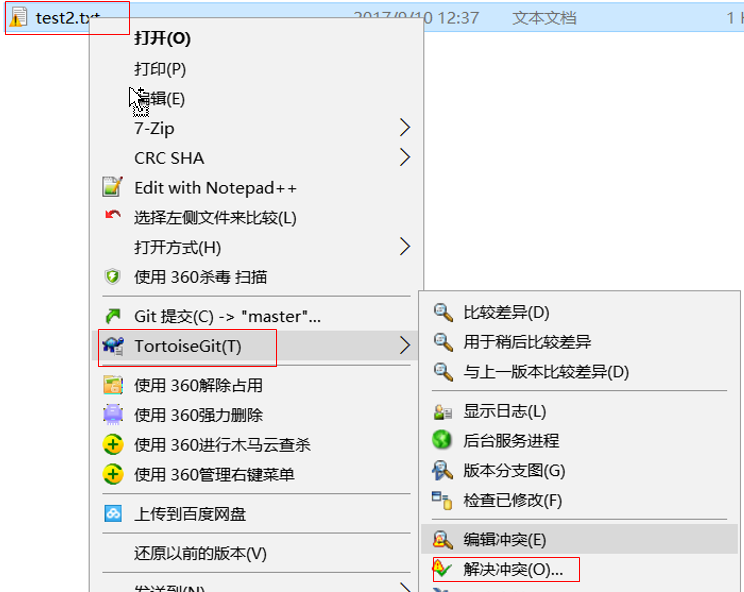 test2.txt 2017/9/10 12:37 文本文档 1
打开(O)
打印(P)
编辑(E)
7-Zip
CRC SHA
Edit with Notepad++
选择左侧文件来比较(L)
打开方式(H)
使用 360杀毒 扫描
Git 提交(C) -> "master"...
TortoiseGit(T)
使用 360解除占用
使用 360强力删除
使用 360进行木马云查杀
使用 360管理右键菜单
上传到百度网盘
还原以前的版本(V)
发送到(N)
比较差异(D)
用于稍后比较差异
与上一版本比较差异(D)
显示日志(L)
后台服务进程
版本分支图(G)
检查已修改(F)
编辑冲突(E)
解决冲突(O)...